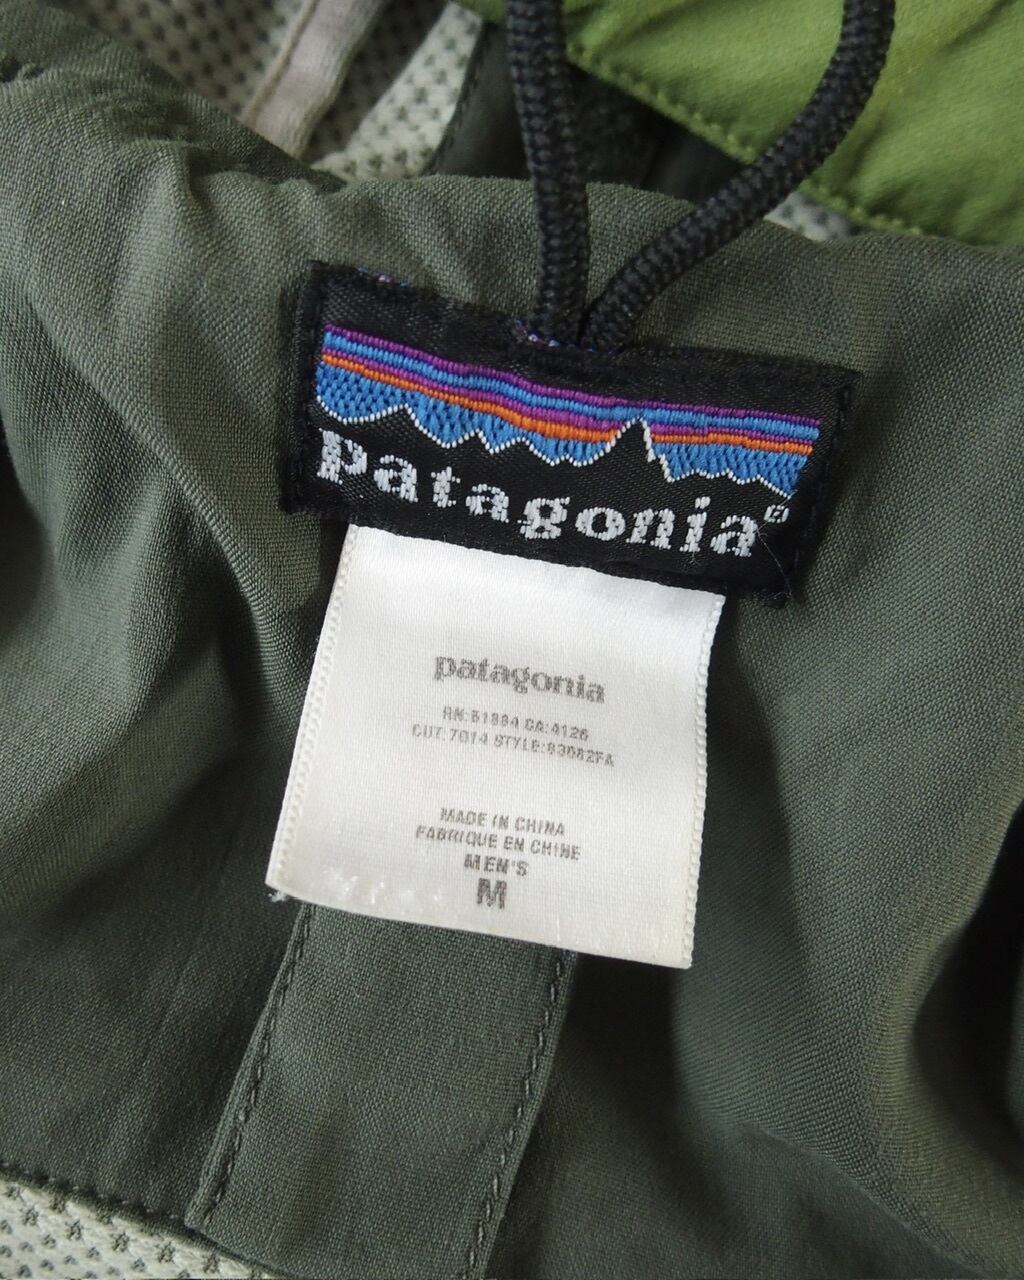 patagonia®
patagonia
RN:51884 CA:4126
CUT:7014 STYLE:83082FA
MADE IN CHINA
FABRIQUE EN CHINE
MEN'S
M